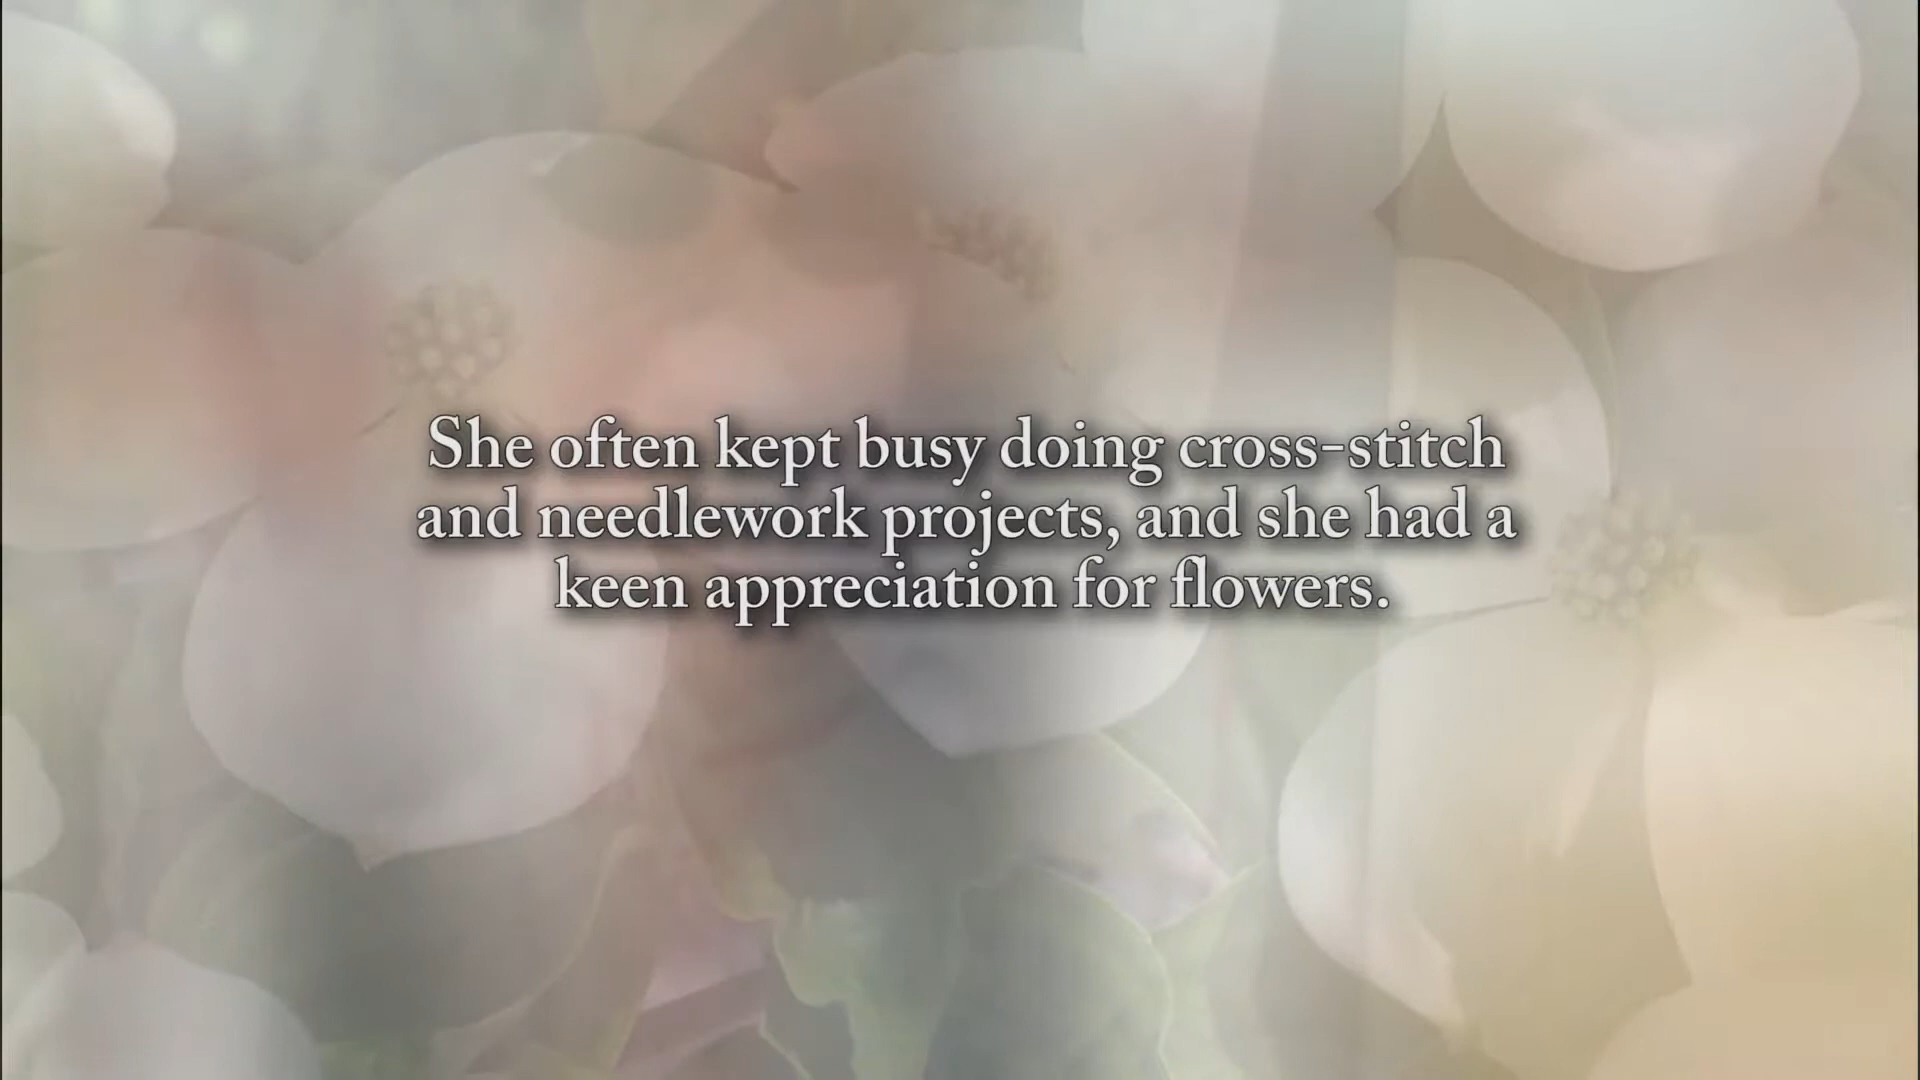 She often kept busy doing cross-stitch
and needlework projects, and she had a
keen appreciation for flowers.